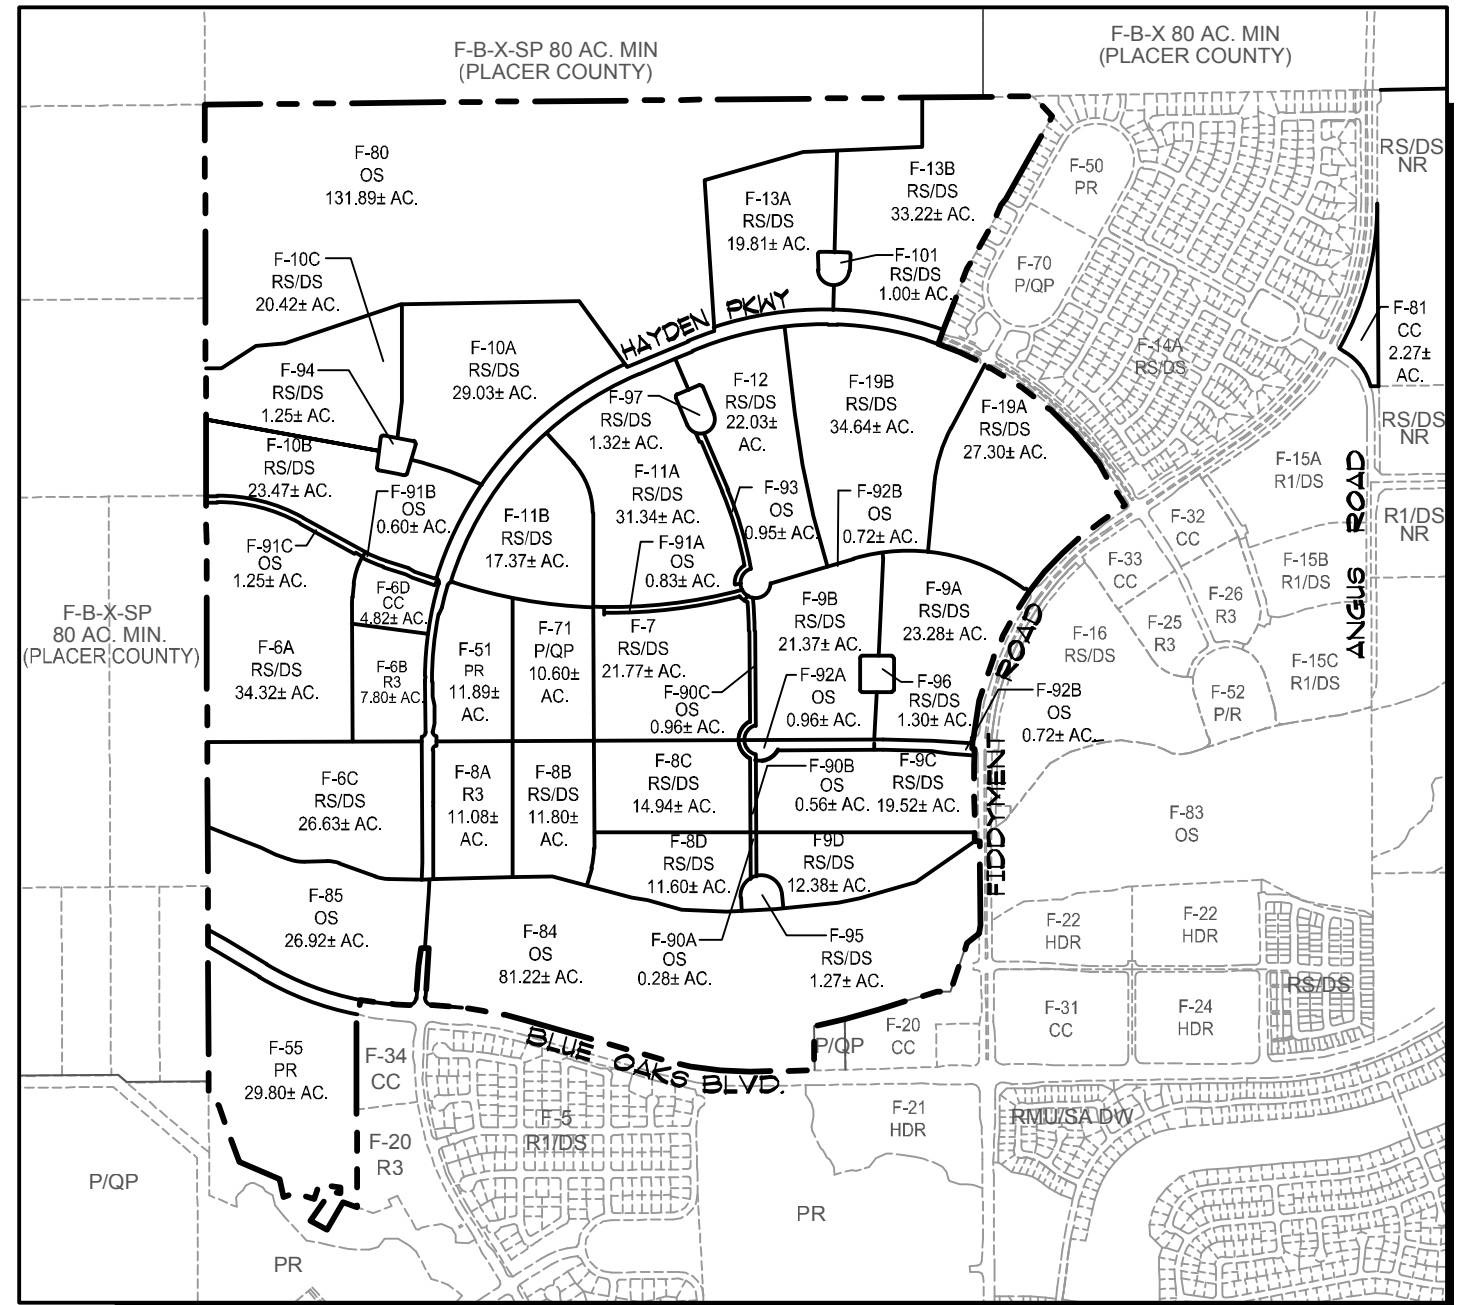 F-B-X-SP 80 AC. MIN
(PLACER COUNTY)
F-B-X 80 AC. MIN
(PLACER COUNTY)
F-80
OS
131.89± AC.
F-13A
RS/DS
19.81± AC.
F-13B
RS/DS
33.22± AC.
F-50
PR
RS/DS
NR
F-10C
RS/DS
20.42± AC.
F-101
RS/DS
1.00± AC.
F-70
P/QP
F-81
CC
2.27±
AC.
HAYDEN PKWY
F-14A
RS/DS
F-94
RS/DS
1.25± AC.
F-10A
RS/DS
29.03± AC.
F-97
RS/DS
1.32± AC.
F-12
RS/DS
22.03±
AC.
F-19B
RS/DS
34.64± AC.
F-19A
RS/DS
27.30± AC.
RS/DS
NR
F-10B
RS/DS
23.47± AC.
F-91B
OS
0.60± AC.
F-11B
RS/DS
17.37± AC.
F-11A
RS/DS
31.34± AC.
F-93
OS
0.95± AC.
F-92B
OS
0.72± AC.
F-15A
R1/DS
ANGUS ROAD
R1/DS
NR
F-32
CC
F-91C
OS
1.25± AC.
F-91A
OS
0.83± AC.
F-33
CC
F-15B
R1/DS
F-6D
CC
4.82± AC.
F-9B
RS/DS
21.37± AC.
F-9A
RS/DS
23.28± AC.
F-26
R3
F-25
R3
F-B-X-SP
80 AC. MIN.
(PLACER COUNTY)
F-6A
RS/DS
34.32± AC.
F-6B
R3
7.80± AC.
F-51
PR
11.89±
AC.
F-71
P/QP
10.60±
AC.
F-7
RS/DS
21.77± AC.
F-16
RS/DS
F-15C
R1/DS
F-90C
OS
0.96± AC.
F-92A
OS
0.96± AC.
F-96
RS/DS
1.30± AC.
F-92B
OS
0.72± AC.
F-52
P/R
FIDDYMENT ROAD
F-6C
RS/DS
26.63± AC.
F-8A
R3
11.08±
AC.
F-8B
RS/DS
11.80±
AC.
F-8C
RS/DS
14.94± AC.
F-90B
OS
0.56± AC.
F-9C
RS/DS
19.52± AC.
F-83
OS
F-8D
RS/DS
11.60± AC.
F9D
RS/DS
12.38± AC.
F-85
OS
26.92± AC.
F-84
OS
81.22± AC.
F-90A
OS
0.28± AC.
F-95
RS/DS
1.27± AC.
F-22
HDR
F-22
HDR
RS/DS
F-31
CC
F-24
HDR
BLUE OAKS BLVD.
P/QP
F-20
CC
F-55
PR
29.80± AC.
F-34
CC
F-5
R1/DS
F-21
HDR
RMU/SA DW
F-20
R3
P/QP
PR
PR